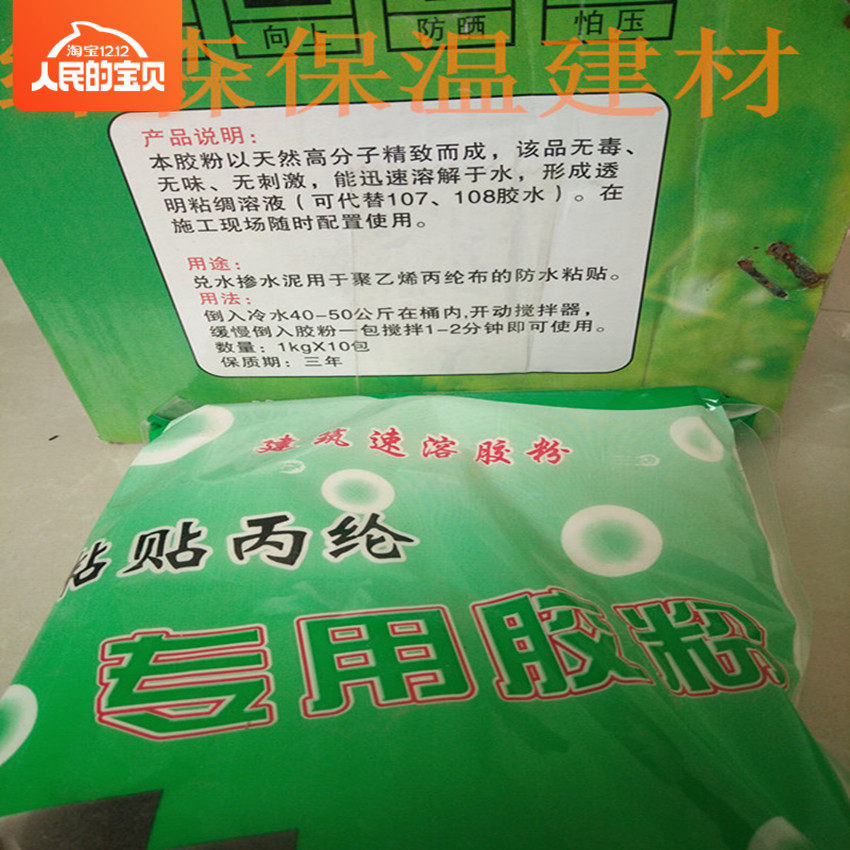 淘宝12.12
人民的宝贝
向上
防晒
怕压
森保温建材
产品说明：
本胶粉以天然高分子精致而成，该品无毒、
无味、无刺激，能迅速溶解于水，形成透
明粘绸溶液（可代替107、108胶水）。在
施工现场随时配置使用。
用途：
兑水掺水泥用于聚乙烯丙纶布的防水粘贴。
用法：
倒入冷水40-50公斤在桶内,开动搅拌器，
缓慢倒入胶粉一包搅拌1-2分钟即可使用。
数量：1kgX10包
保质期：三年
建筑速溶胶粉
粘贴丙纶
专用胶粉